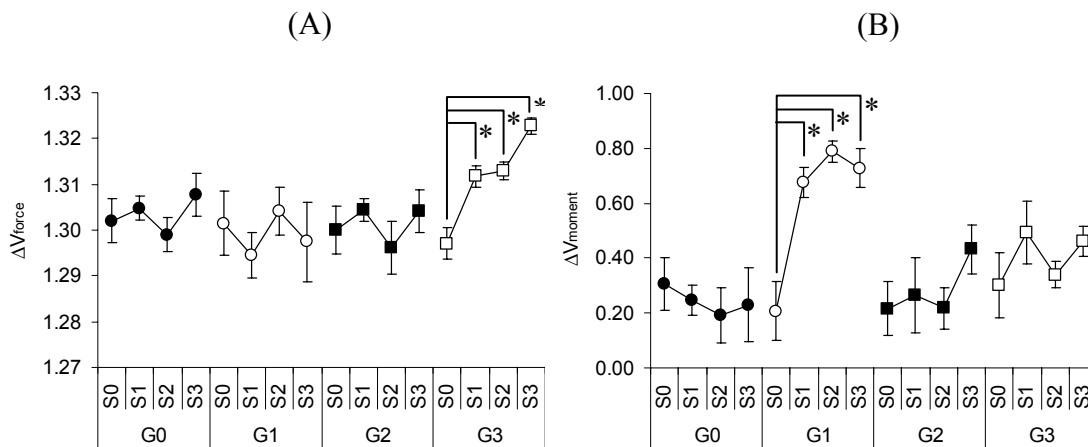 (A)
ΔVforce
1.33
1.32
1.31
1.30
1.29
1.28
1.27
*
*
*
S0 S1 S2 S3 S0 S1 S2 S3 S0 S1 S2 S3 S0 S1 S2 S3
G0 G1 G2 G3
(B)
ΔVmoment
1.00
0.80
0.60
0.40
0.20
0.00
*
*
*
S0 S1 S2 S3 S0 S1 S2 S3 S0 S1 S2 S3 S0 S1 S2 S3
G0 G1 G2 G3